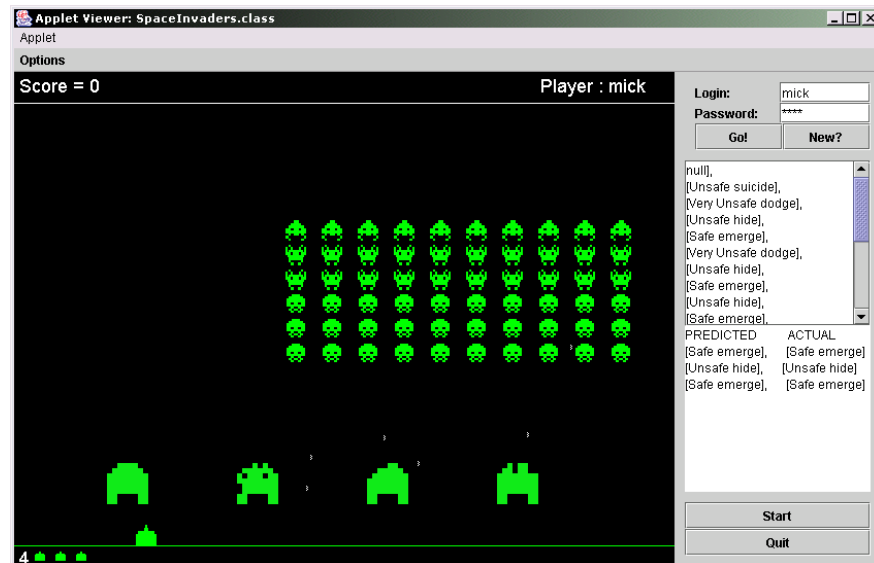 Applet Viewer: SpaceInvaders.class
Applet
Options
Score = 0
Player : mick
Login: mick
Password: ****
Go! New?
null],
[Unsafe suicide],
[Very Unsafe dodge],
[Unsafe hide],
[Safe emerge],
[Very Unsafe dodge],
[Unsafe hide],
[Safe emerge],
[Unsafe hide],
[Safe emerge],
PREDICTED ACTUAL
[Safe emerge], [Safe emerge]
[Unsafe hide], [Unsafe hide]
[Safe emerge], [Safe emerge]
Start
Quit
4